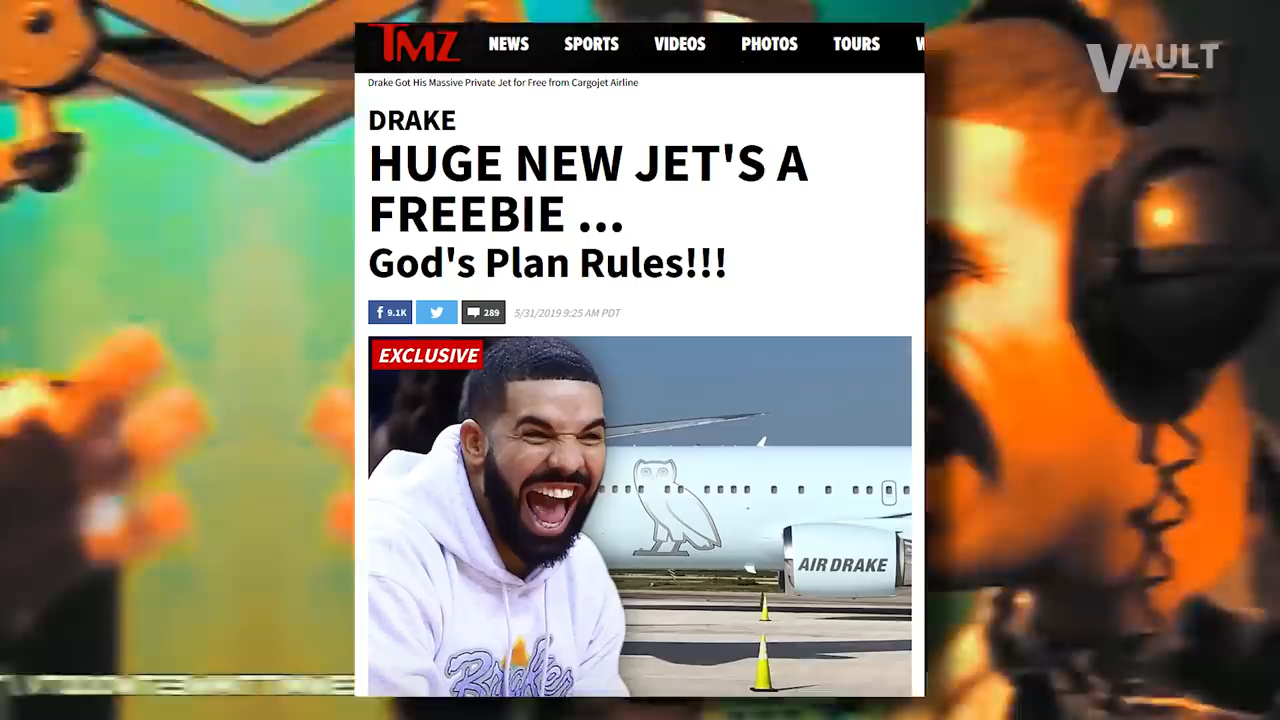 TMZ NEWS SPORTS VIDEOS PHOTOS TOURS
VAULT
Drake Got His Massive Private Jet for Free from Cargojet Airline
DRAKE
HUGE NEW JET'S A
FREEBIE ...
God's Plan Rules!!!
9.1K 289 5/31/2019 9:25 AM PDT
EXCLUSIVE
AIR DRAKE